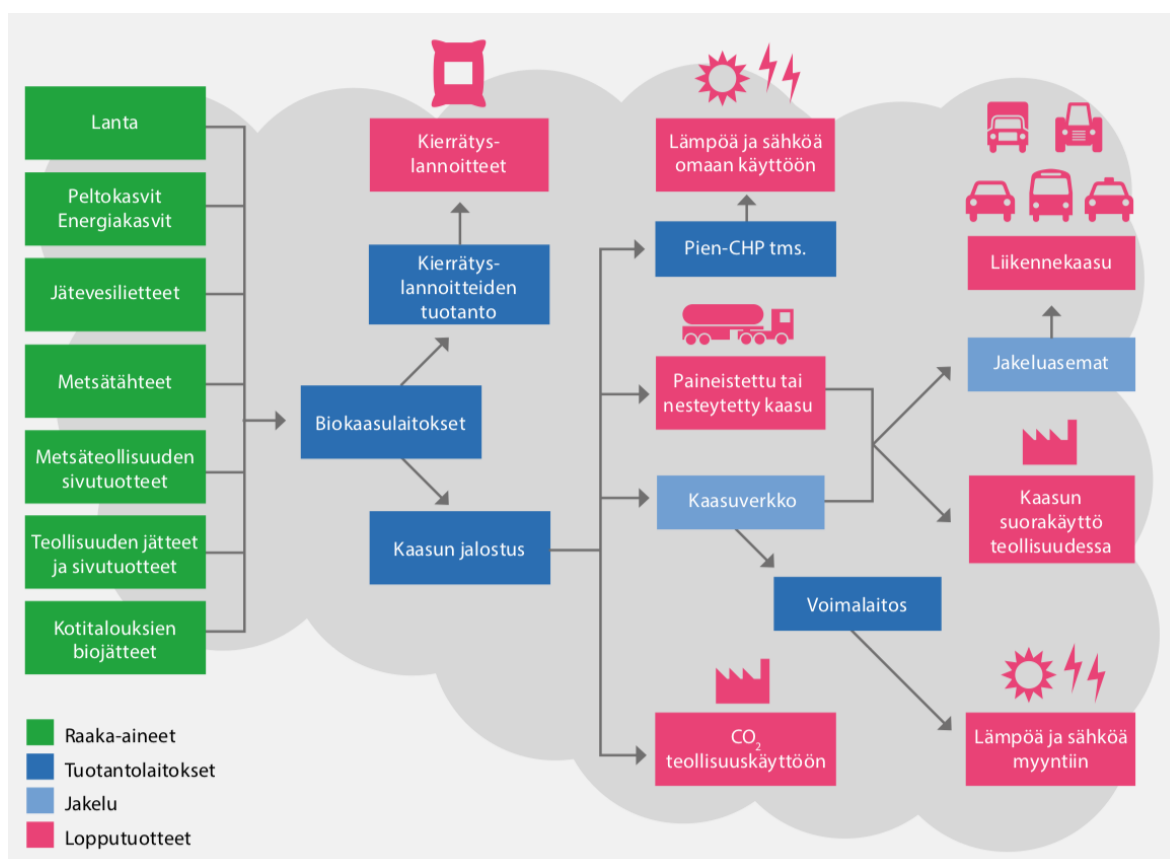 Lanta
Peltokasvit
Energiakasvit
Jätevesilietteet
Metsätähteet
Metsäteollisuuden
sivutuotteet
Teollisuuden jätteet
ja sivutuotteet
Kotitalouksien
biojätteet
Biokaasulaitokset
Kierrätys-
lannoitteet
Kierrätys-
lannoitteiden
tuotanto
Kaasun jalostus
Lämpöä ja sähköä
omaan käyttöön
Pien-CHP tms.
Paineistettu tai
nesteytetty kaasu
Kaasuverkko
Voimalaitos
CO2
teollisuuskäyttöön
Liikennekaasu
Jakeluasemat
Kaasun
suorakäyttö
teollisuudessa
Lämpöä ja sähköä
myyntiin
Raaka-aineet
Tuotantolaitokset
Jakelu
Lopputuotteet